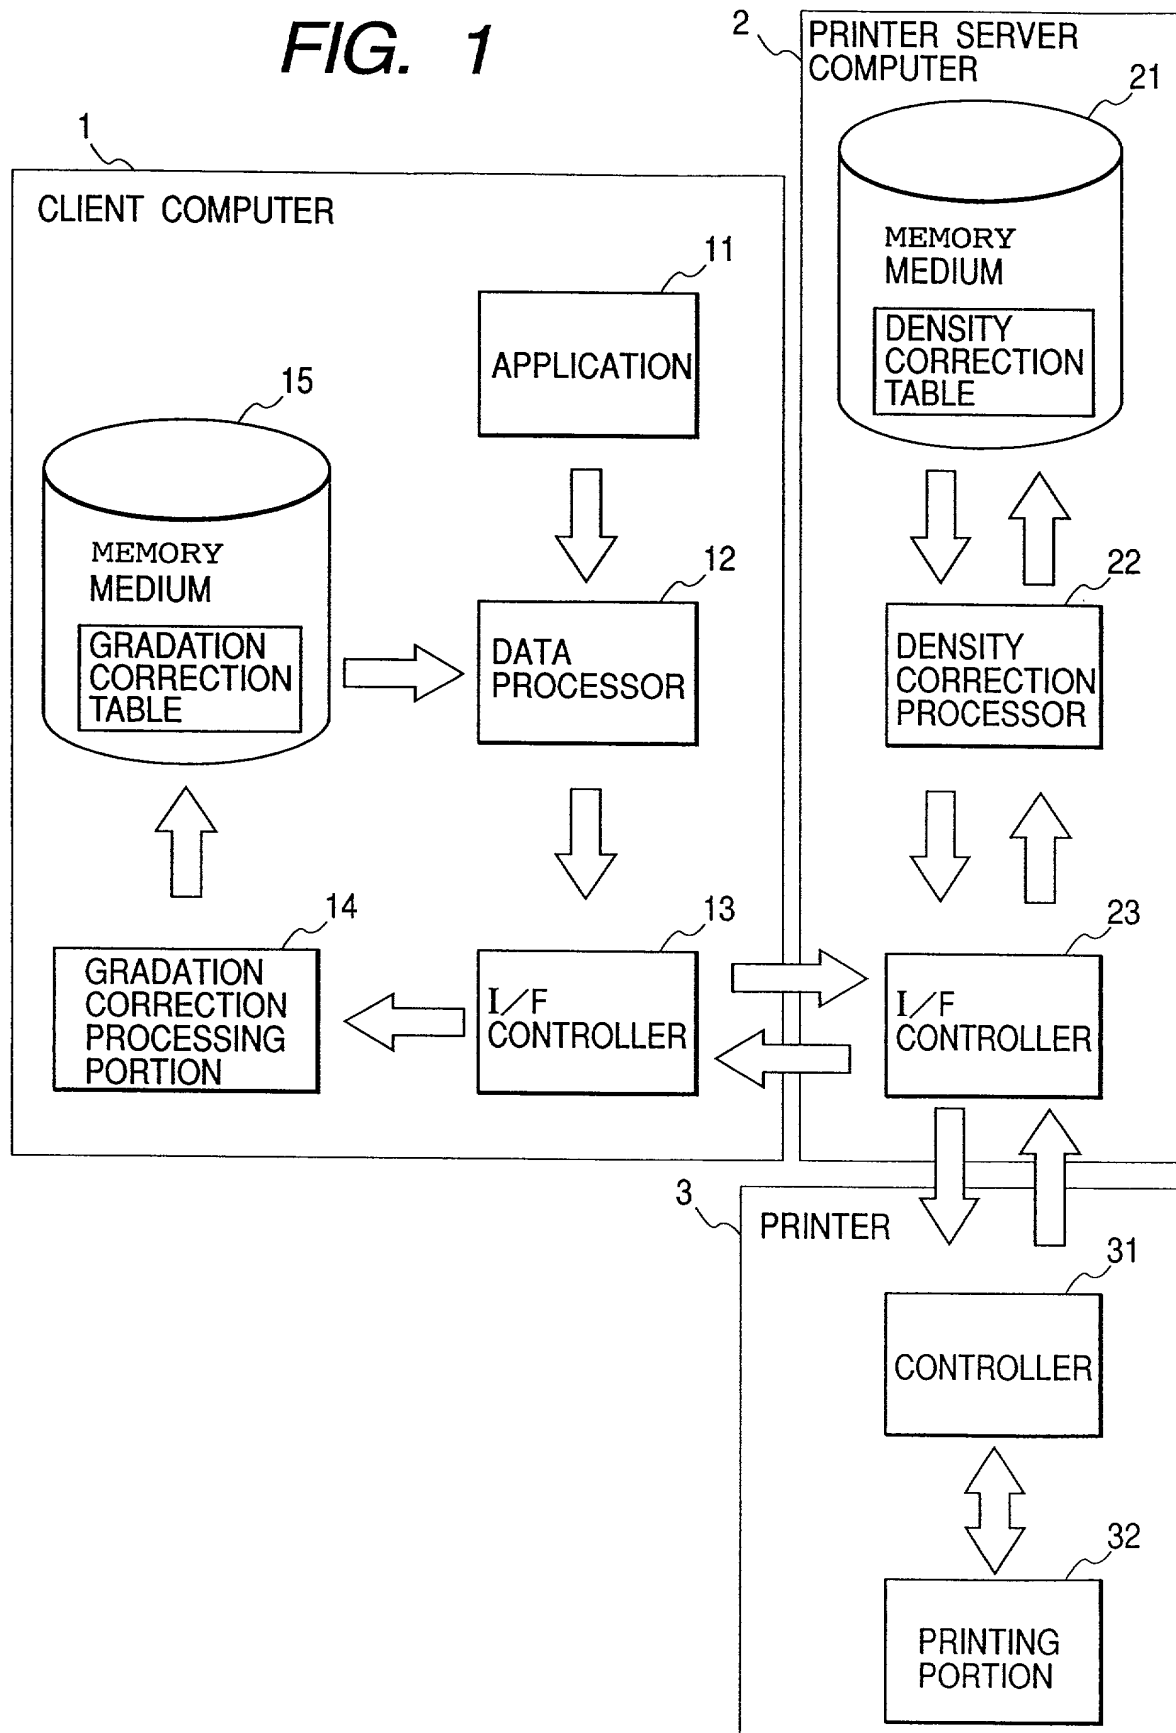 FIG. 1
1
CLIENT COMPUTER
11
APPLICATION
15
MEMORY
MEDIUM
GRADATION
CORRECTION
TABLE
12
DATA
PROCESSOR
14
GRADATION
CORRECTION
PROCESSING
PORTION
13
I/F
CONTROLLER
2
PRINTER SERVER
COMPUTER
21
MEMORY
MEDIUM
DENSITY
CORRECTION
TABLE
22
DENSITY
CORRECTION
PROCESSOR
23
I/F
CONTROLLER
3
PRINTER
31
CONTROLLER
32
PRINTING
PORTION